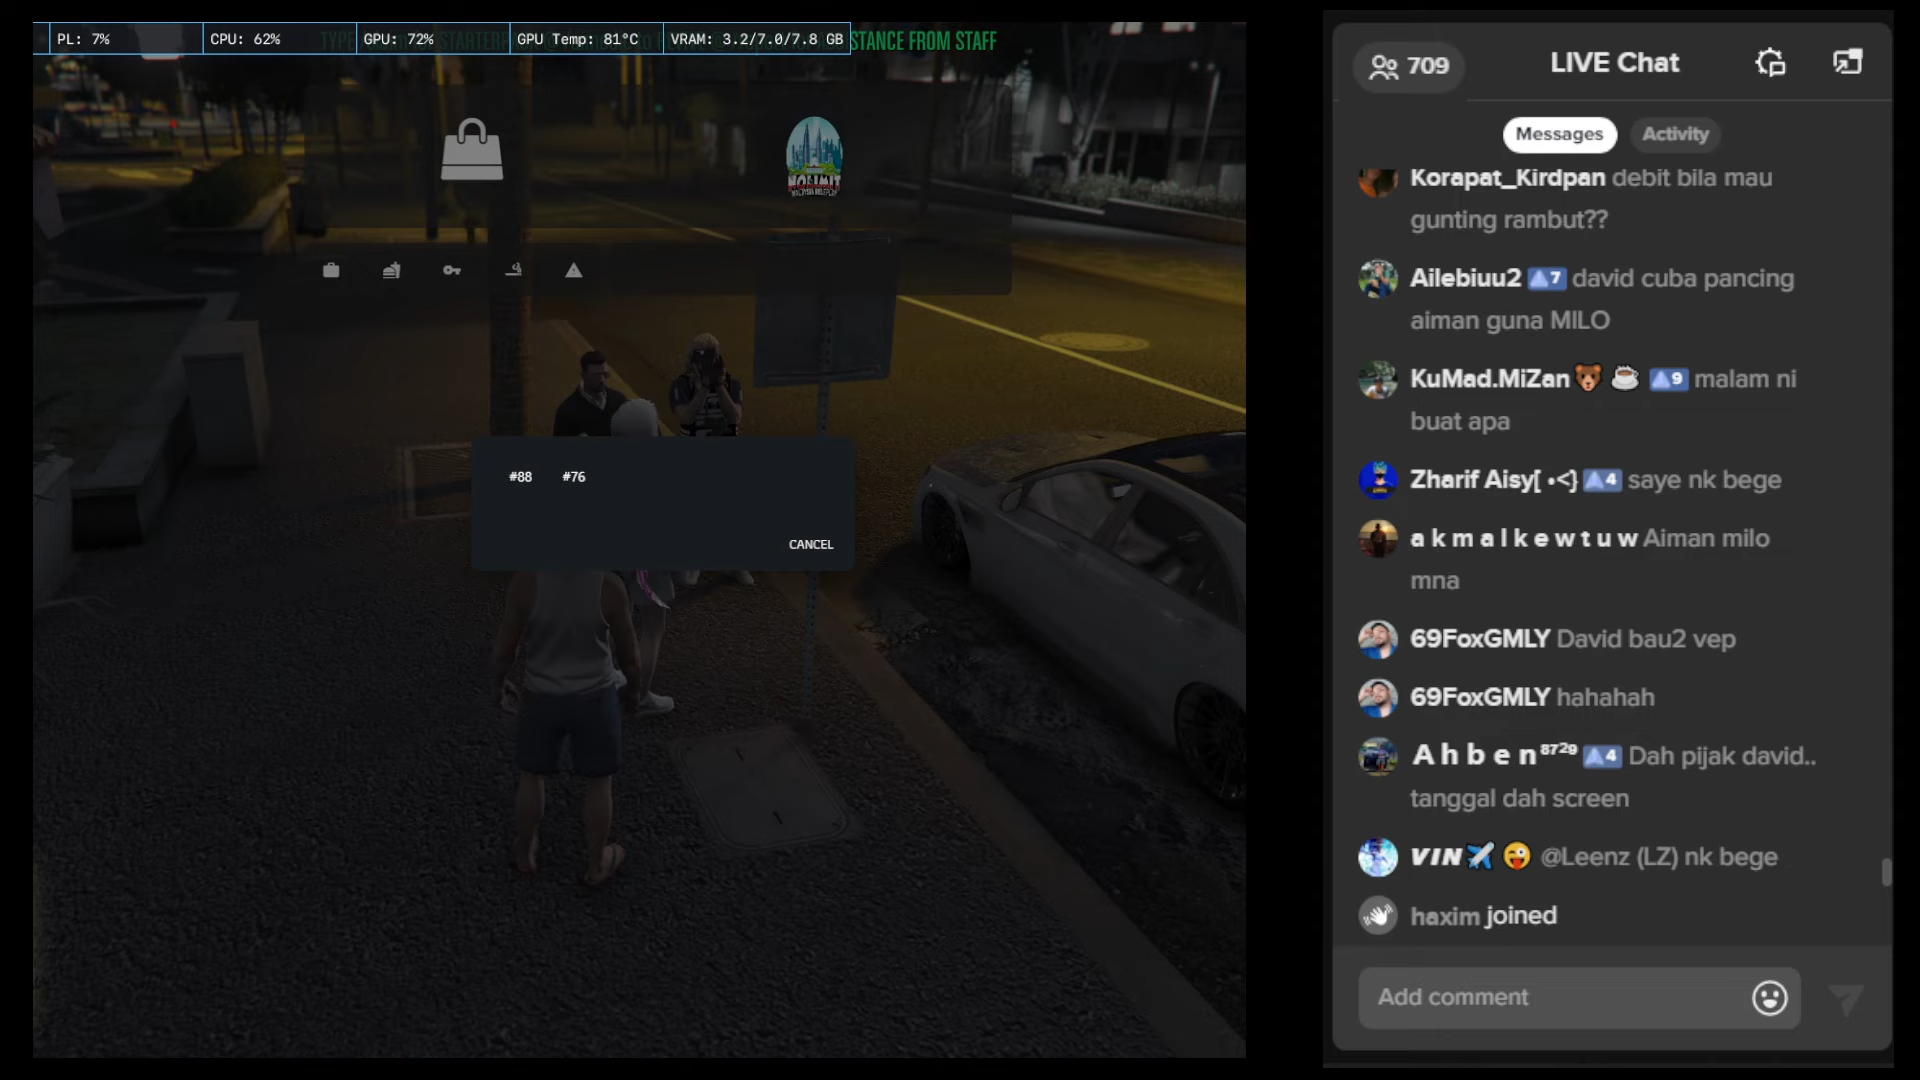 PL: 7%
CPU: 62%
GPU: 72%
GPU Temp: 81°C
VRAM: 3.2/7.0/7.8 GB
STANCE FROM STAFF
NOLIMIT
MALAYSIA ROLEPLAY
#88 #76
CANCEL
709
LIVE Chat
Messages
Activity
Korapat_Kirdpan debit bila mau
gunting rambut??
Ailebiuu2 7 david cuba pancing
aiman guna MILO
KuMad.MiZan🐻 ☕ 9 malam ni
buat apa
Zharif Aisy[ •<} 4 saye nk bege
a k m a l k e w t u w Aiman milo
mna
69FoxGMLY David bau2 vep
69FoxGMLY hahahah
A h b e n ⁸⁷²⁹ 4 Dah pijak david..
tanggal dah screen
VIN✈️ 😜 @Leenz (LZ) nk bege
haxim joined
Add comment